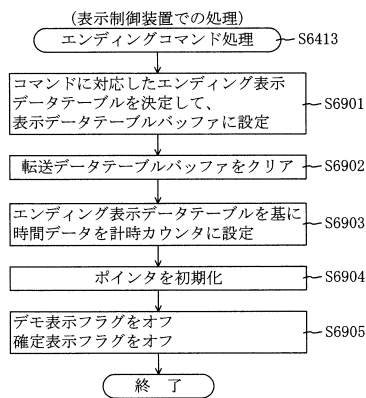 (表示制御装置での処理)
エンディングコマンド処理
S6413
コマンドに対応したエンディング表示
データテーブルを決定して、
表示データテーブルバッファに設定
S6901
転送データテーブルバッファをクリア
S6902
エンディング表示データテーブルを基に
時間データを計時カウンタに設定
S6903
ポインタを初期化
S6904
デモ表示フラグをオフ
確定表示フラグをオフ
S6905
終 了